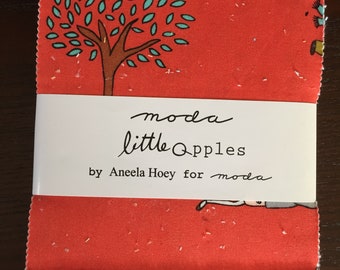 moda
little apples
by Aneela Hoey for moda